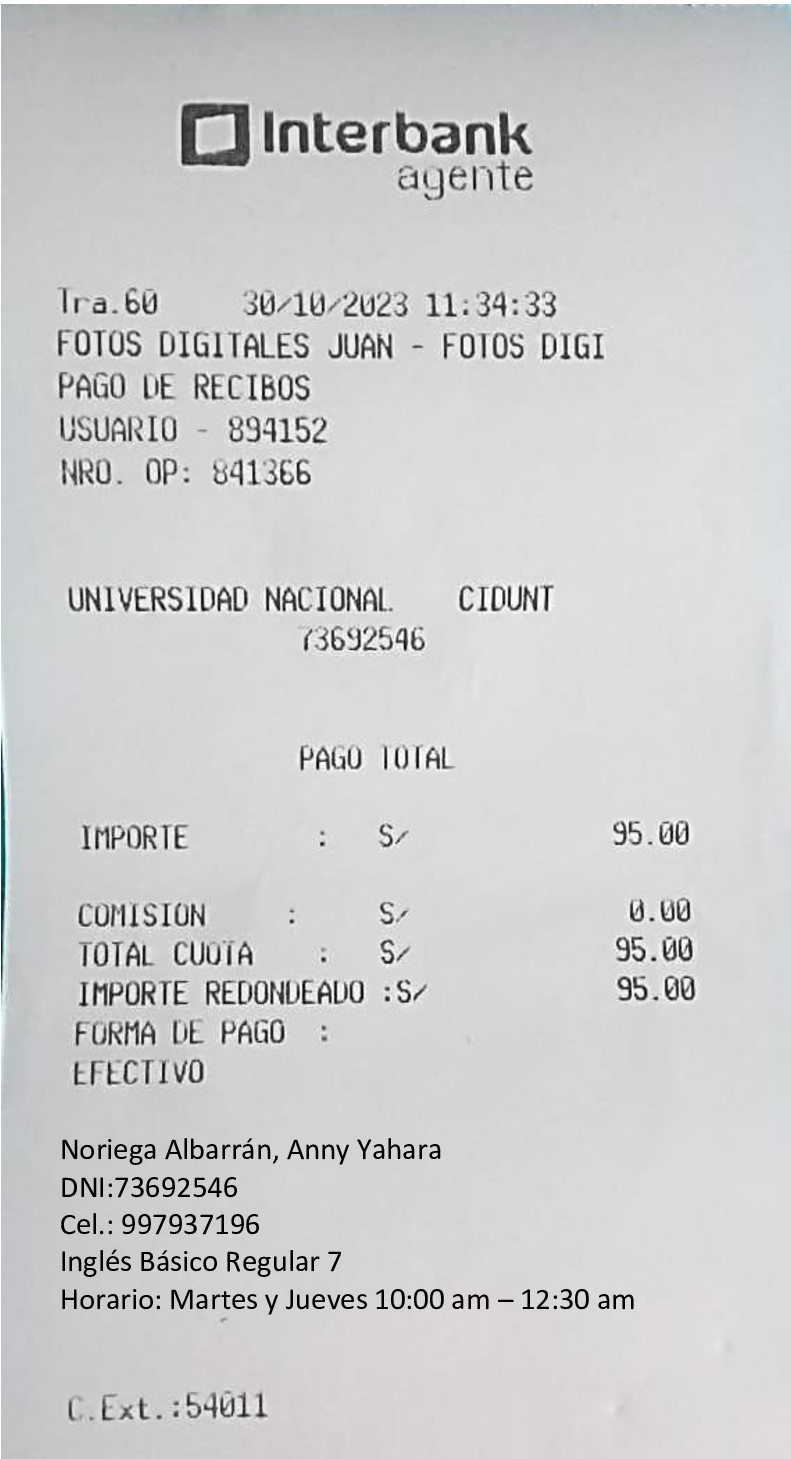 Interbank
agente
Tra.60 30/10/2023 11:34:33
FOTOS DIGITALES JUAN - FOTOS DIGI
PAGO DE RECIBOS
USUARIO - 894152
NRO. OP: 841366
UNIVERSIDAD NACIONAL CIDUNT
73692546
PAGO TOTAL
IMPORTE : S/ 95.00
COMISION : S/ 0.00
TOTAL CUOTA : S/ 95.00
IMPORTE REDONDEADO :S/ 95.00
FORMA DE PAGO :
EFECTIVO
Noriega Albarrán, Anny Yahara
DNI:73692546
Cel.: 997937196
Inglés Básico Regular 7
Horario: Martes y Jueves 10:00 am – 12:30 am
C.Ext.:54011